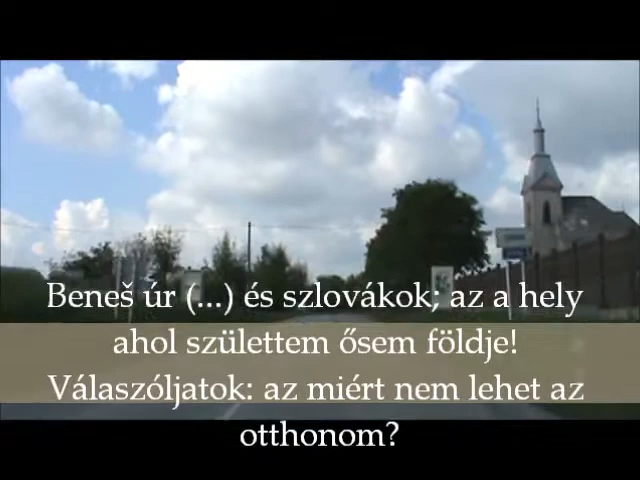 Beneš úr (...) és szlovákok; az a hely
ahol születtem ősem földje!
Válaszóljatok: az miért nem lehet az
otthonom?